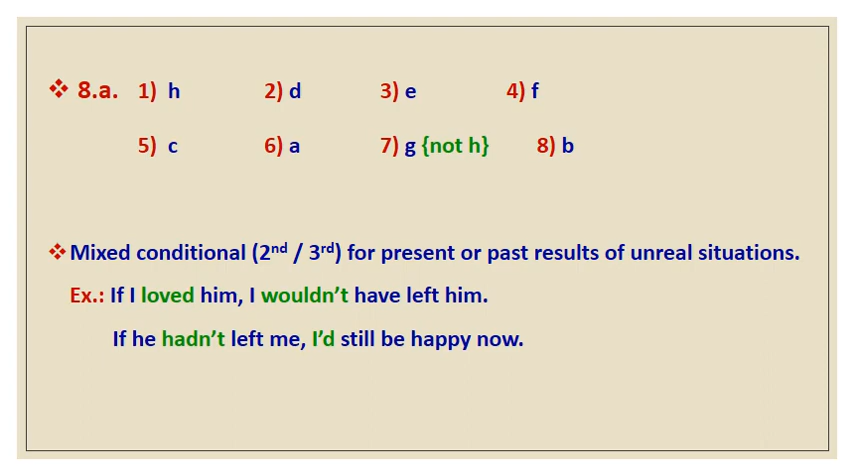 ❖ 8.a. 1) h 2) d 3) e 4) f
5) c 6) a 7) g {not h} 8) b
❖ Mixed conditional (2nd / 3rd) for present or past results of unreal situations.
Ex.: If I loved him, I wouldn’t have left him.
If he hadn’t left me, I’d still be happy now.